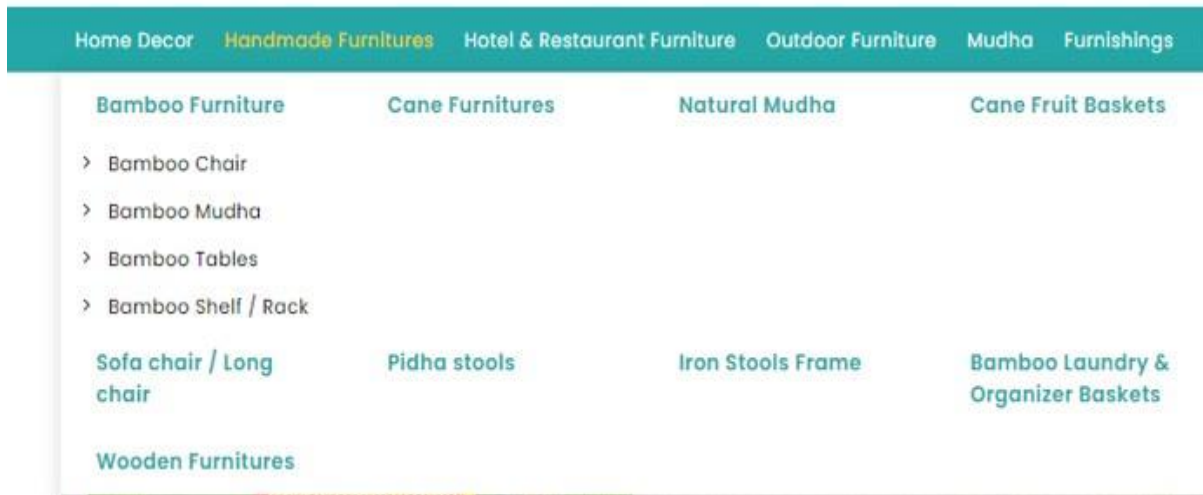 Home Decor Handmade Furnitures Hotel & Restaurant Furniture Outdoor Furniture Mudha Furnishings
Bamboo Furniture Cane Furnitures Natural Mudha Cane Fruit Baskets
> Bamboo Chair
> Bamboo Mudha
> Bamboo Tables
> Bamboo Shelf / Rack
Sofa chair / Long
chair
Pidha stools
Iron Stools Frame
Bamboo Laundry &
Organizer Baskets
Wooden Furnitures